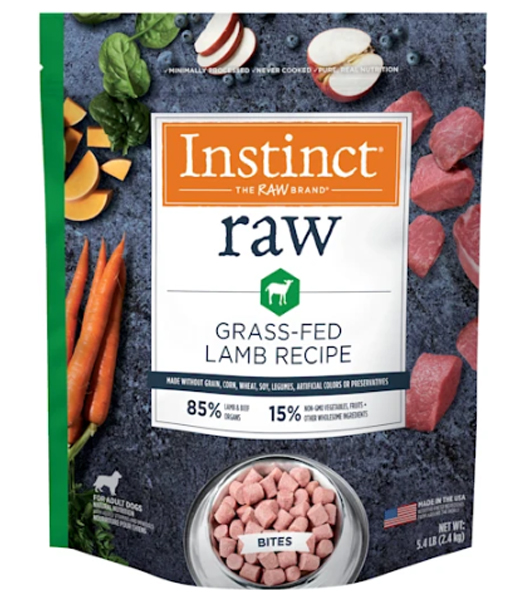 ✓MINIMALLY PROCESSED ✓NEVER COOKED ✓PURE, REAL NUTRITION
Instinct®
THE RAW BRAND®
raw
GRASS-FED
LAMB RECIPE
MADE WITHOUT GRAIN, CORN, WHEAT, SOY, LEGUMES, ARTIFICIAL COLORS OR PRESERVATIVES
85% LAMB & BEEF
ORGANS
15% NON-GMO VEGETABLES, FRUITS +
OTHER WHOLESOME INGREDIENTS
BITES
FOR ADULT DOGS
NATURAL NUTRITION
MADE IN THE USA
NET WT:
5.4 LB (2.4 kg)